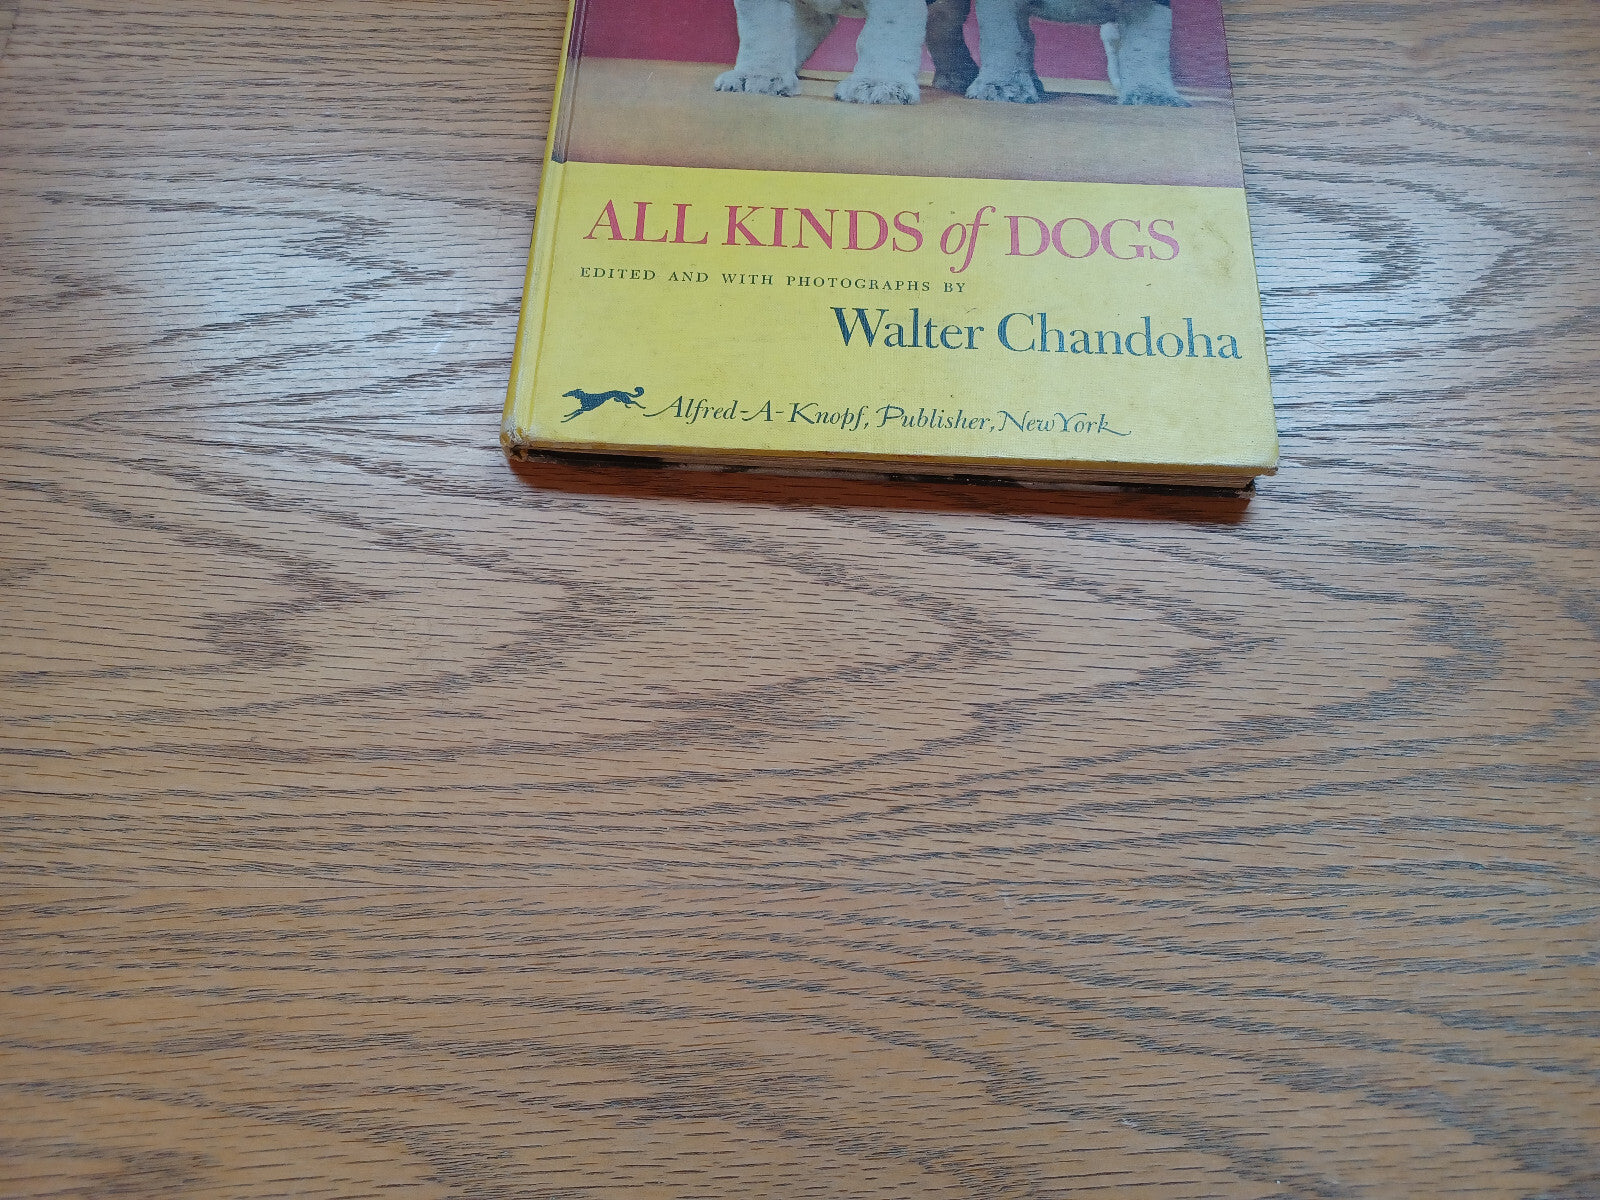 ALL KINDS of DOGS
EDITED AND WITH PHOTOGRAPHS BY
Walter Chandoha
Alfred-A-Knopf, Publisher, New York